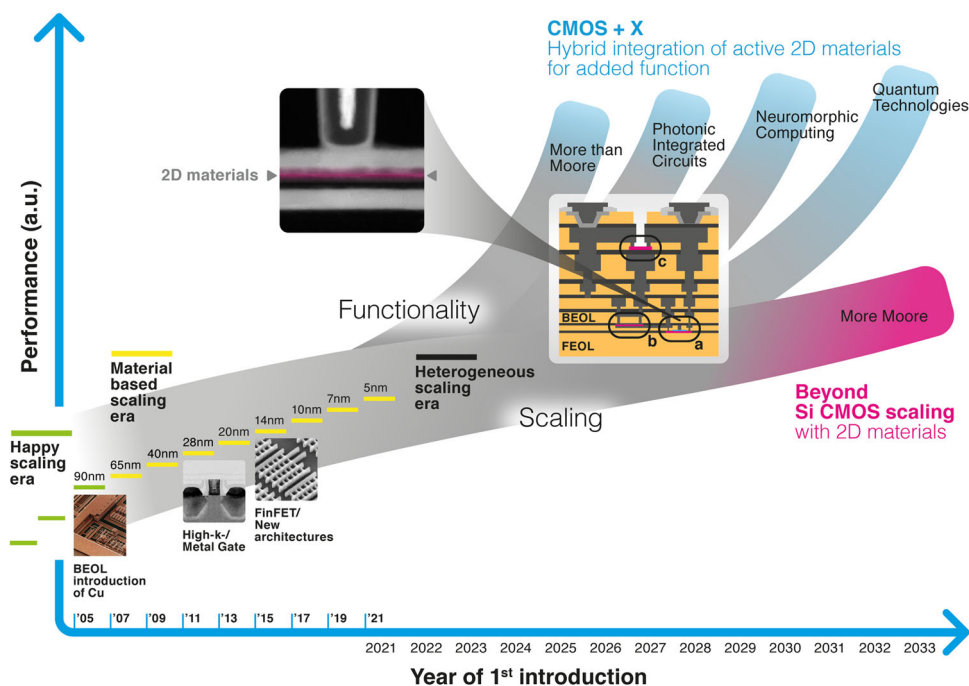 CMOS + X
Hybrid integration of active 2D materials
for added function
Quantum
Technologies
Neuromorphic
Computing
Photonic
Integrated
Circuits
More than
Moore
2D materials
Performance (a.u.)
c
BEOL
b
a
FEOL
Functionality
More Moore
Scaling
Beyond
Si CMOS scaling
with 2D materials
Happy
scaling
era
Material
based
scaling
era
Heterogeneous
scaling
era
90nm
65nm
40nm
28nm
20nm
14nm
10nm
7nm
5nm
BEOL
introduction
of Cu
High-k-/
Metal Gate
FinFET/
New
architectures
'05 '07 '09 '11 '13 '15 '17 '19 '21
2021 2022 2023 2024 2025 2026 2027 2028 2029 2030 2031 2032 2033
Year of 1st introduction